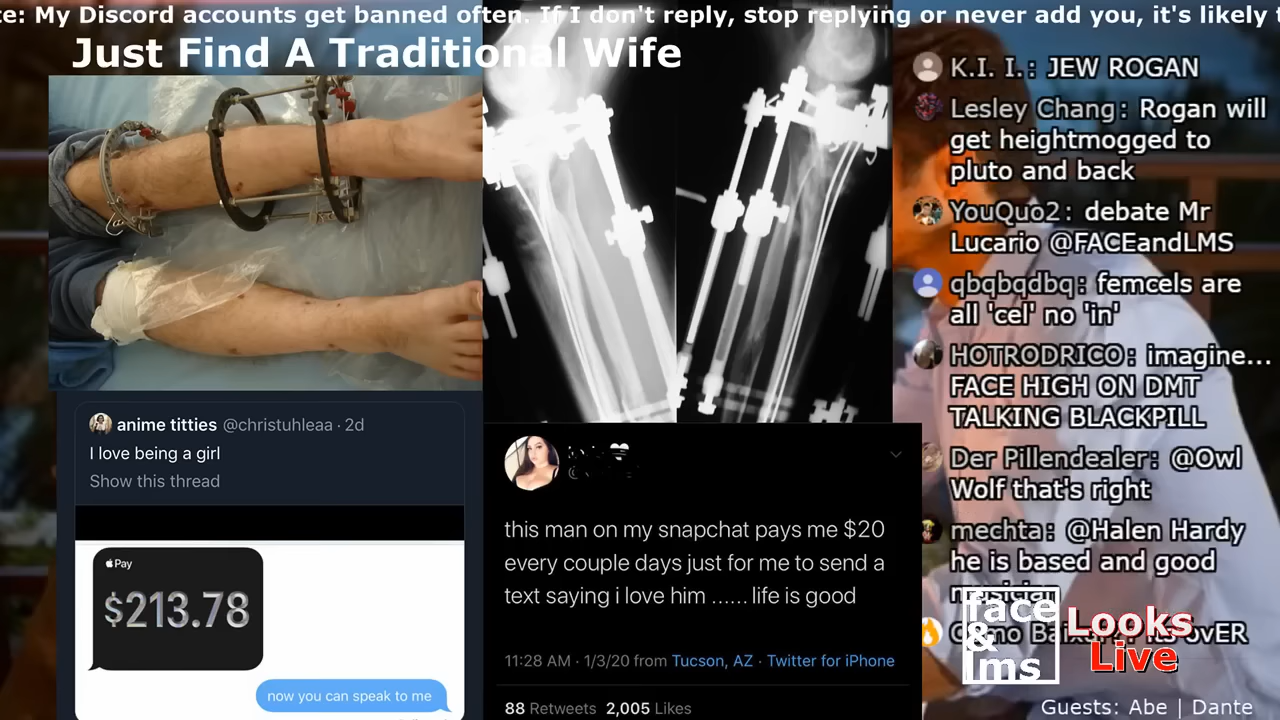 te: My Discord accounts get banned often. If I don't reply, stop replying or never add you, it's likely
Just Find A Traditional Wife
anime titties @christuhleaa · 2d
I love being a girl
Show this thread
Pay
$213.78
now you can speak to me
this man on my snapchat pays me $20
every couple days just for me to send a
text saying i love him ...... life is good
11:28 AM · 1/3/20 from Tucson, AZ · Twitter for iPhone
88 Retweets 2,005 Likes
K.I. I.: JEW ROGAN
Lesley Chang: Rogan will
get heightmogged to
pluto and back
YouQuo2: debate Mr
Lucario @FACEandLMS
qbqbqdbq: femcels are
all 'cel' no 'in'
HOTRODRICO: imagine...
FACE HIGH ON DMT
TALKING BLACKPILL
Der Pillendealer: @Owl
Wolf that's right
mechta: @Halen Hardy
he is based and good
musician
ovER
face
&
lms
Looks
Live
Guests: Abe | Dante